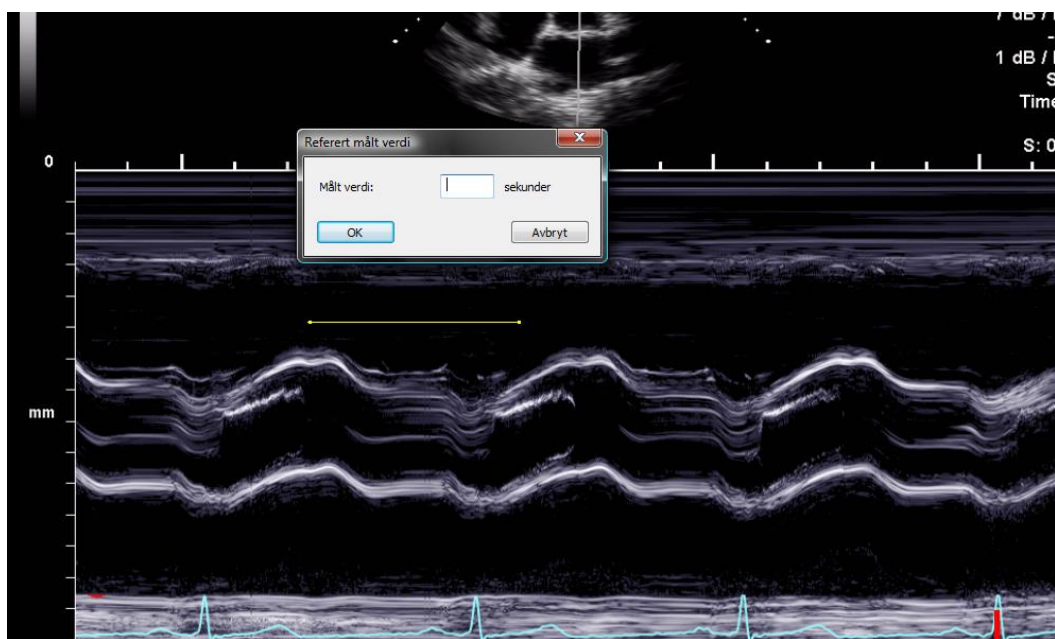 1 dB /
Time
S: 0
Referert målt verdi
0
Målt verdi:
sekunder
OK
Avbryt
mm